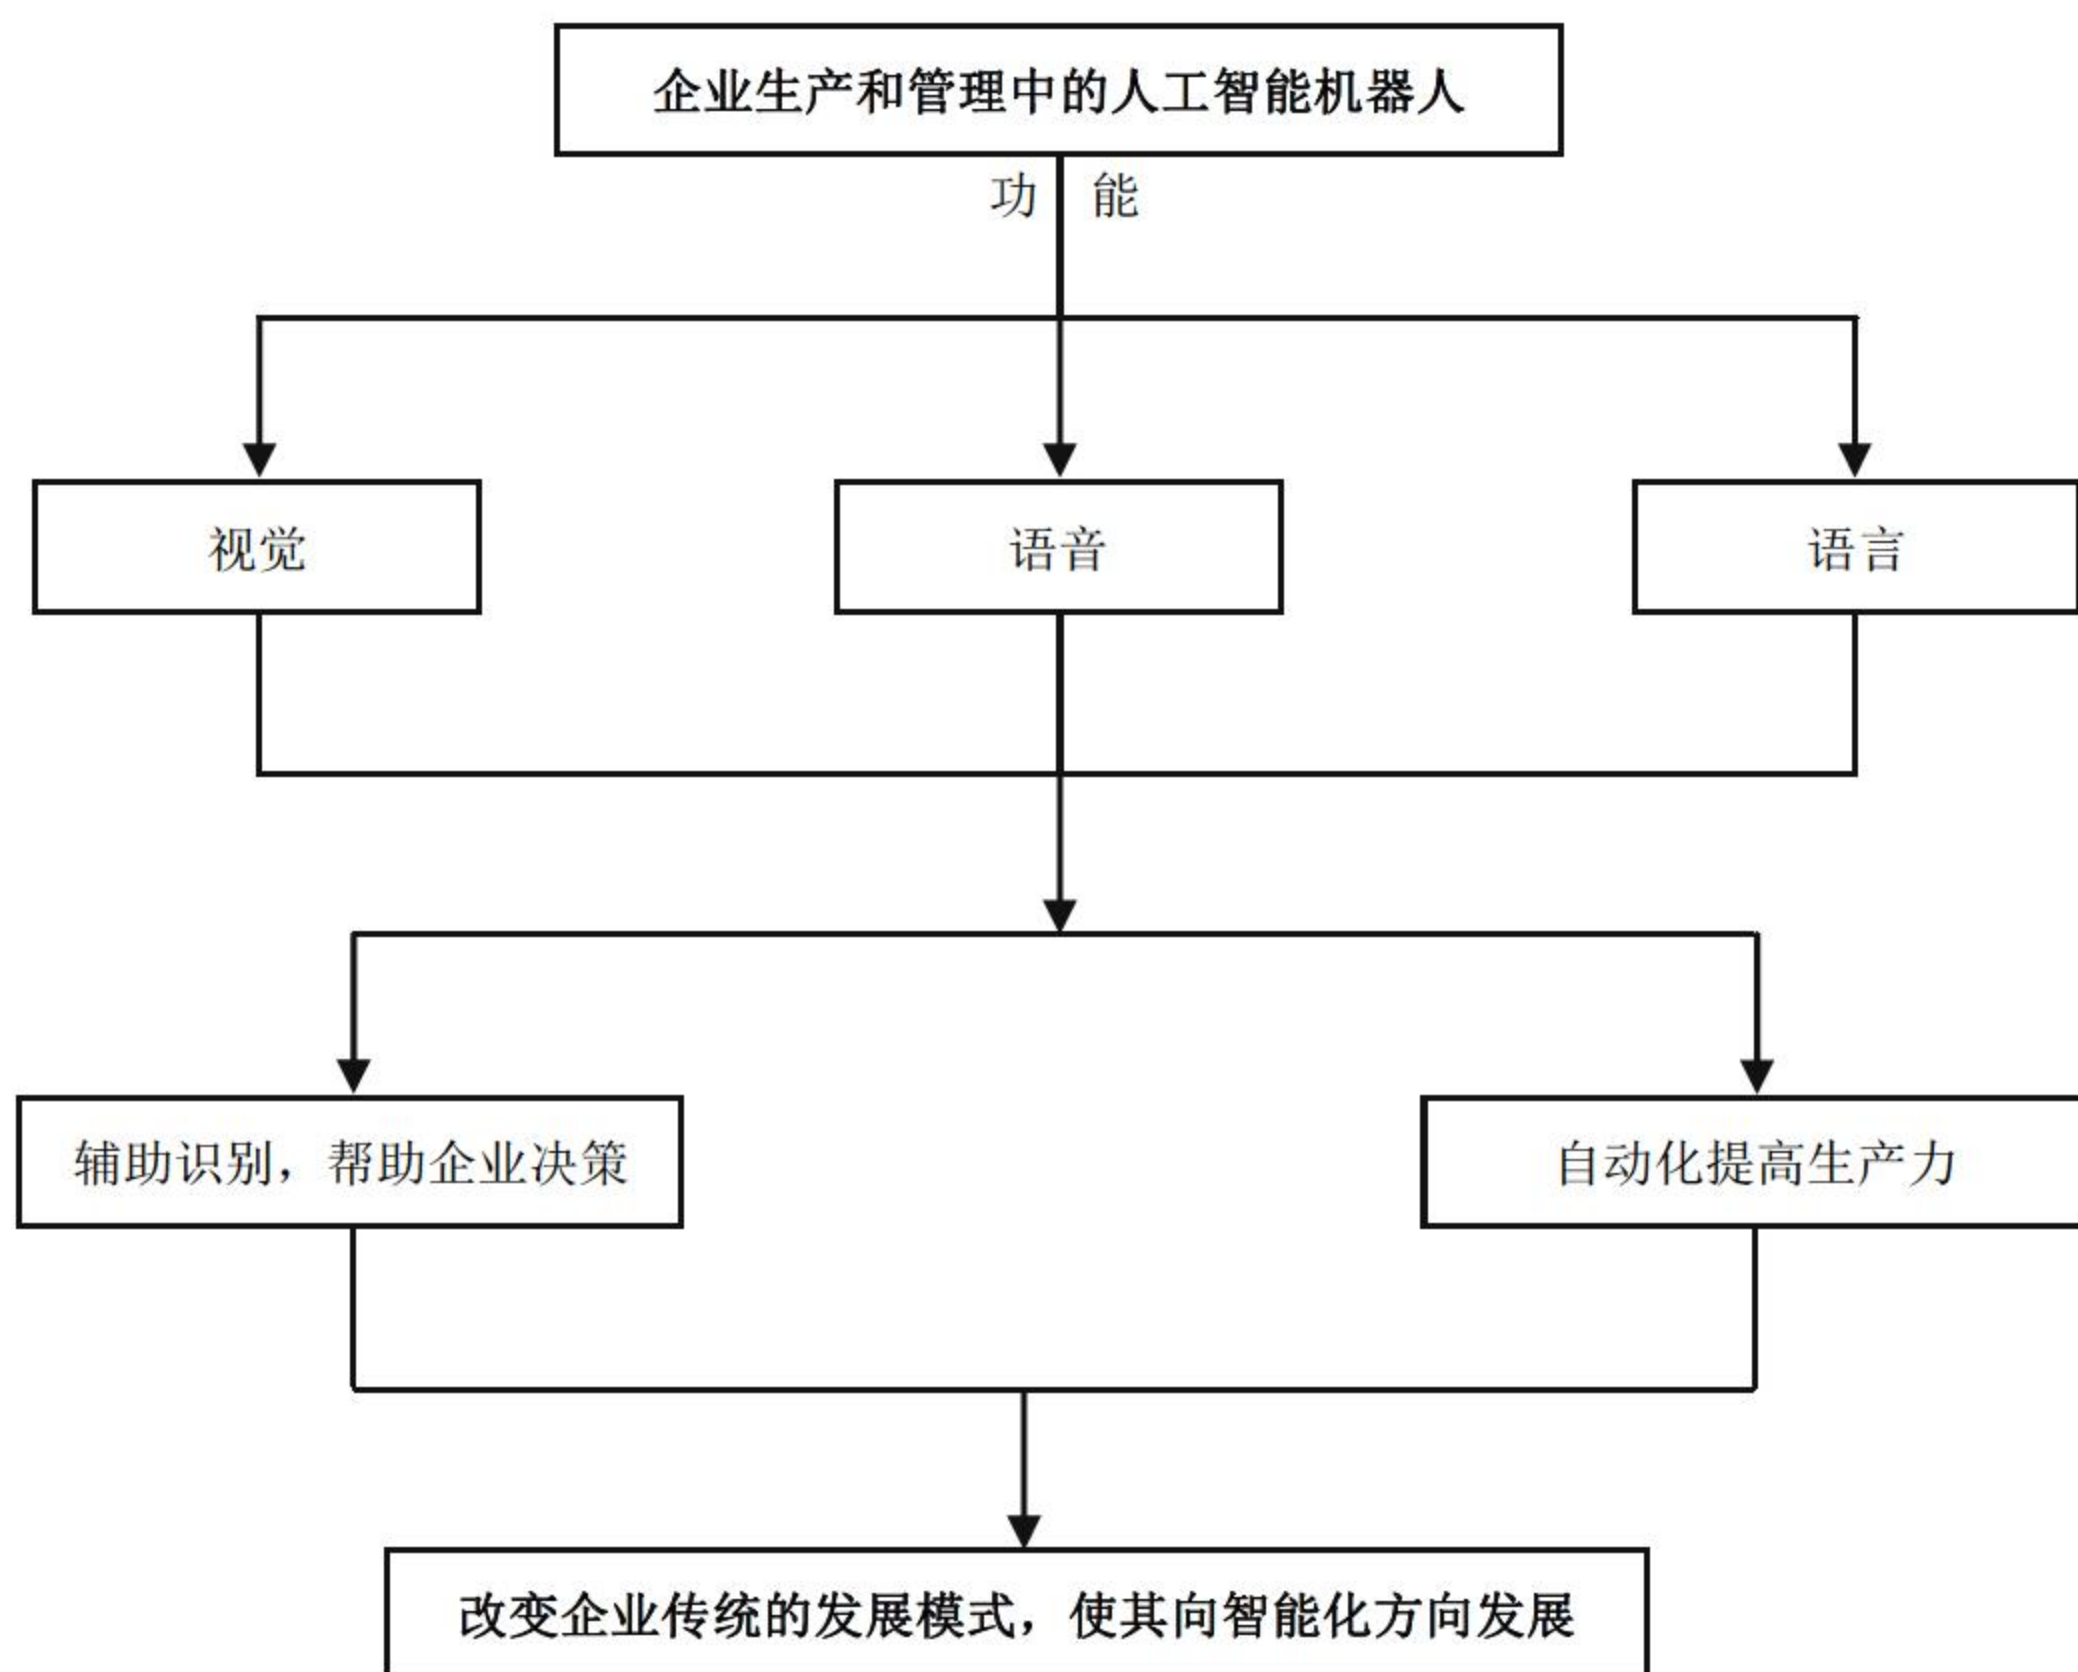 企业生产和管理中的人工智能机器人
功 能
视觉
语音
语言
辅助识别，帮助企业决策
自动化提高生产力
改变企业传统的发展模式，使其向智能化方向发展